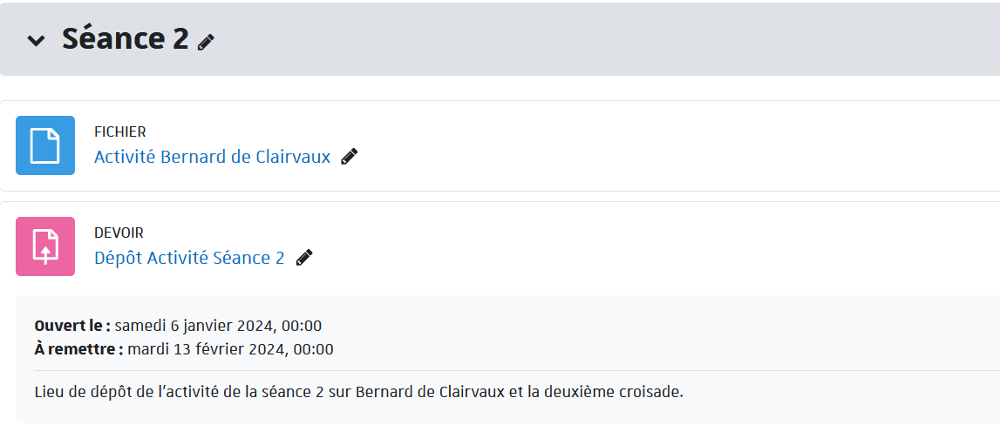 Séance 2
FICHIER
Activité Bernard de Clairvaux
DEVOIR
Dépôt Activité Séance 2
Ouvert le : samedi 6 janvier 2024, 00:00
À remettre : mardi 13 février 2024, 00:00
Lieu de dépôt de l'activité de la séance 2 sur Bernard de Clairvaux et la deuxième croisade.